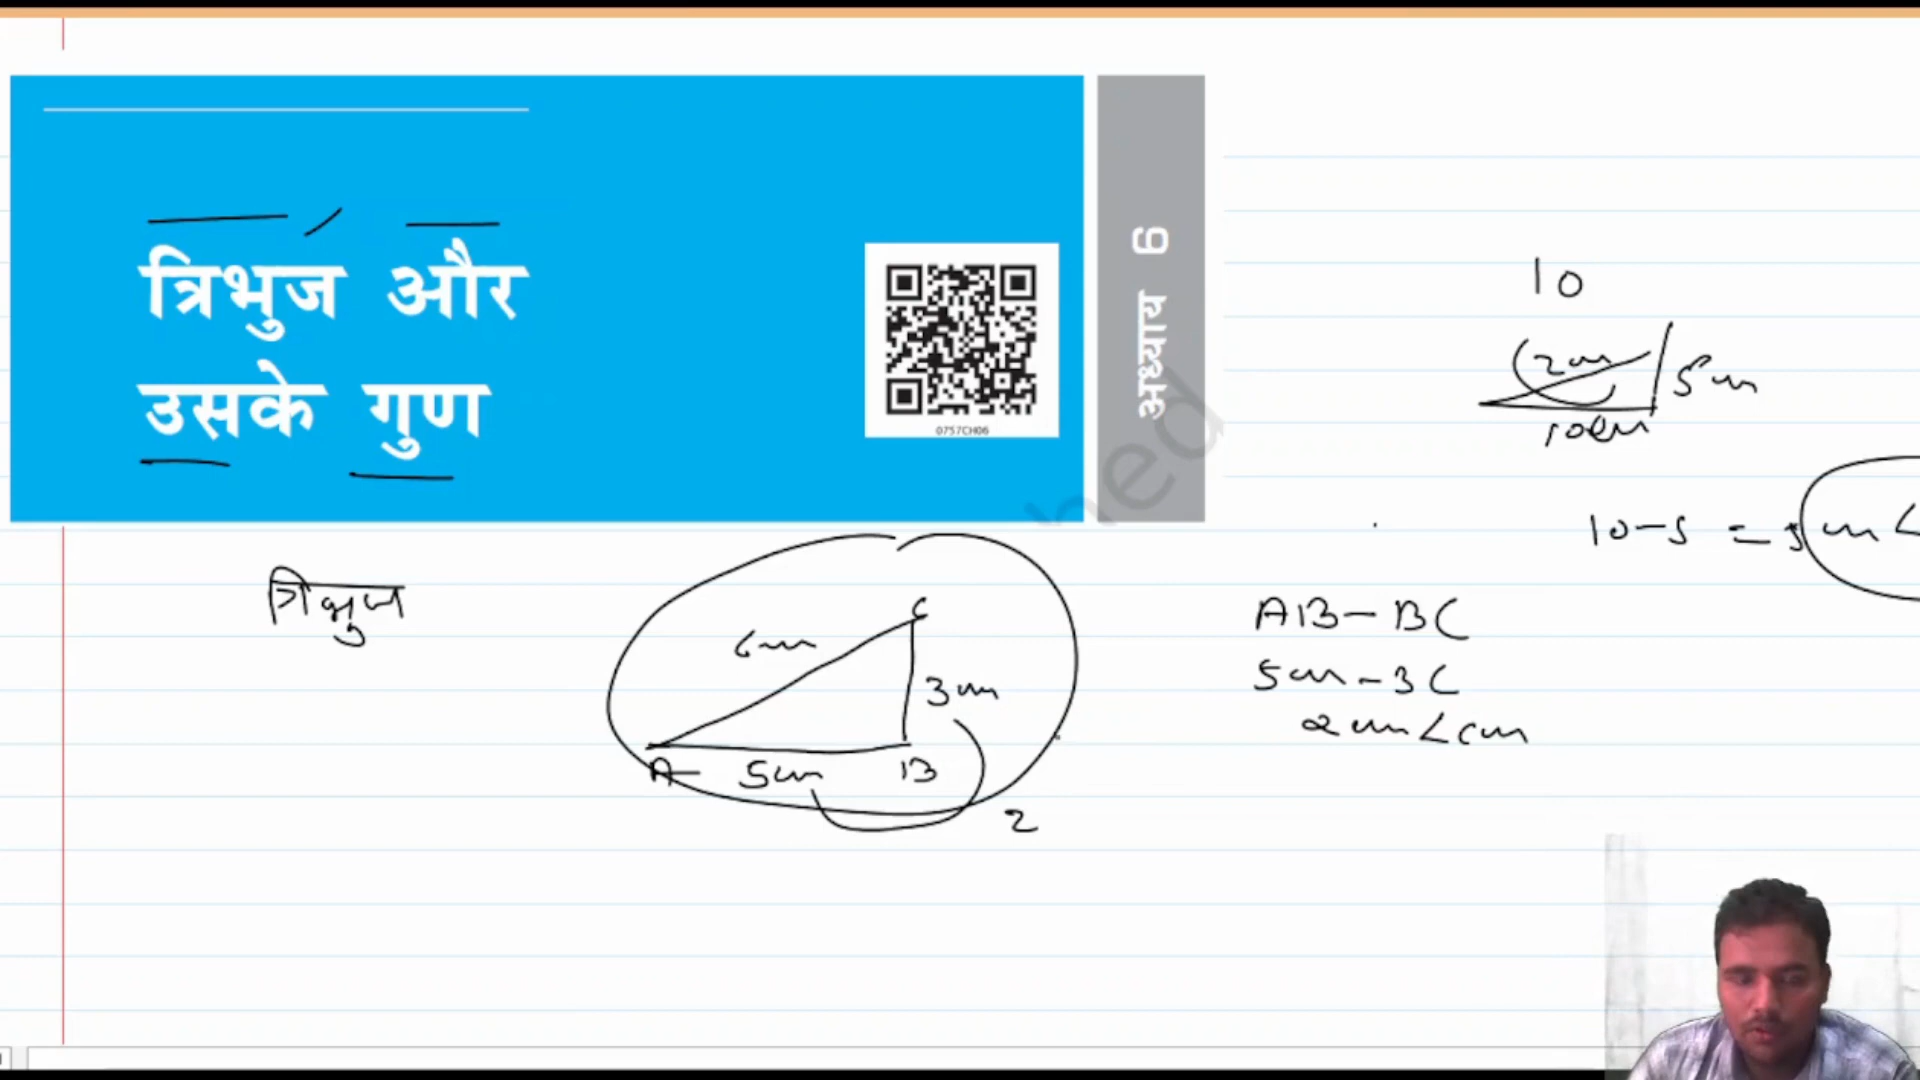 त्रिभुज और
उसके गुण
0757CH06
अध्याय 6
hed
त्रिभुज
C
6cm
3cm
A 5cm B
2
10
2cm
5cm
10cm
10-5 = 5cm <
AB-BC
5cm-3C
2cm<6cm